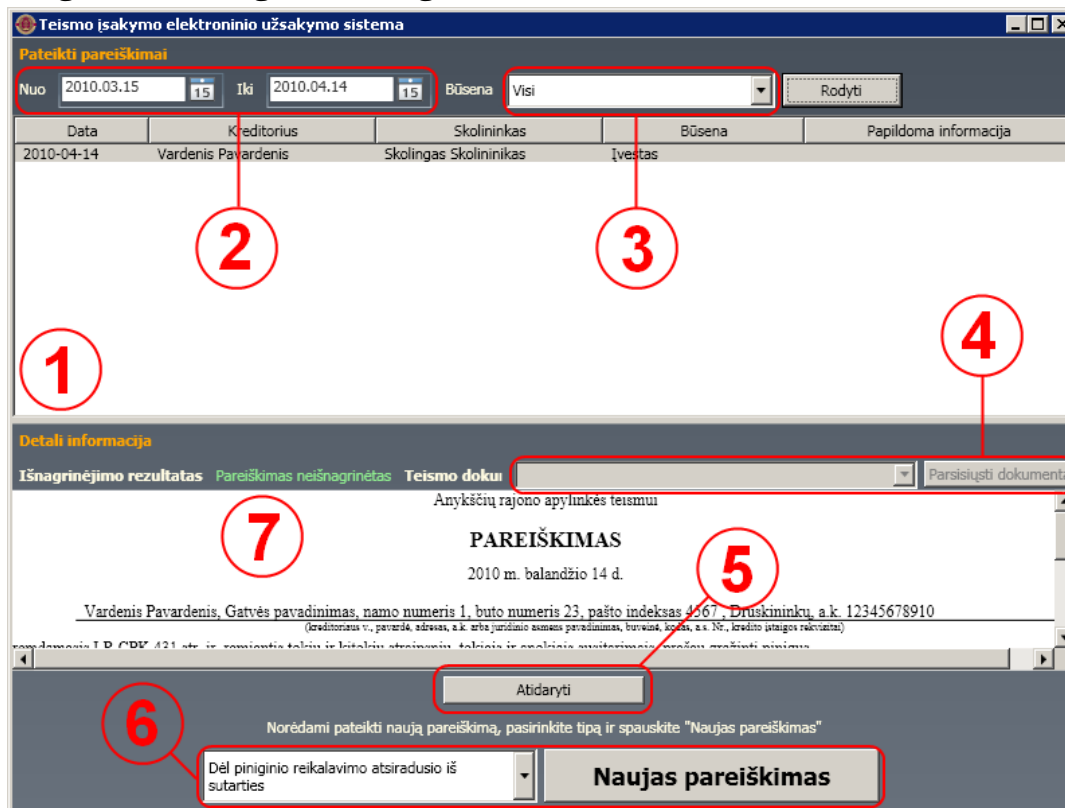 Teismo įsakymo elektroninio užsakymo sistema
Pateikti pareiškimai
Nuo 2010.03.15 15 Iki 2010.04.14 15 Būsena Visi Rodyti
Data Kreditorius Skolininkas Būsena Papildoma informacija
2010-04-14 Vardenis Pavardenis Skolingas Skolininikas Įvestas
2
3
1
4
Detali informacija
Išnagrinėjimo rezultatas Pareiškimas neišnagrinėtas Teismo dokui Parsisiųsti dokumenta
Anykščių rajono apylinkės teismui
7
PAREIŠKIMAS
5
2010 m. balandžio 14 d.
Vardenis Pavardenis, Gatvės pavadinimas, namo numeris 1, buto numeris 23, pašto indeksas 4567 , Druskininkų, a.k. 12345678910
(kreditoriaus v., pavardė, adresas, a.k. arba juridinio asmens pavadinimas, buveinė, kodas, a.s. Nr., kredito įstaigos rekvizitai)
Atidaryti
6
Norėdami pateikti naują pareiškimą, pasirinkite tipą ir spauskite "Naujas pareiškimas"
Dėl piniginio reikalavimo atsiradusio iš
sutarties
Naujas pareiškimas